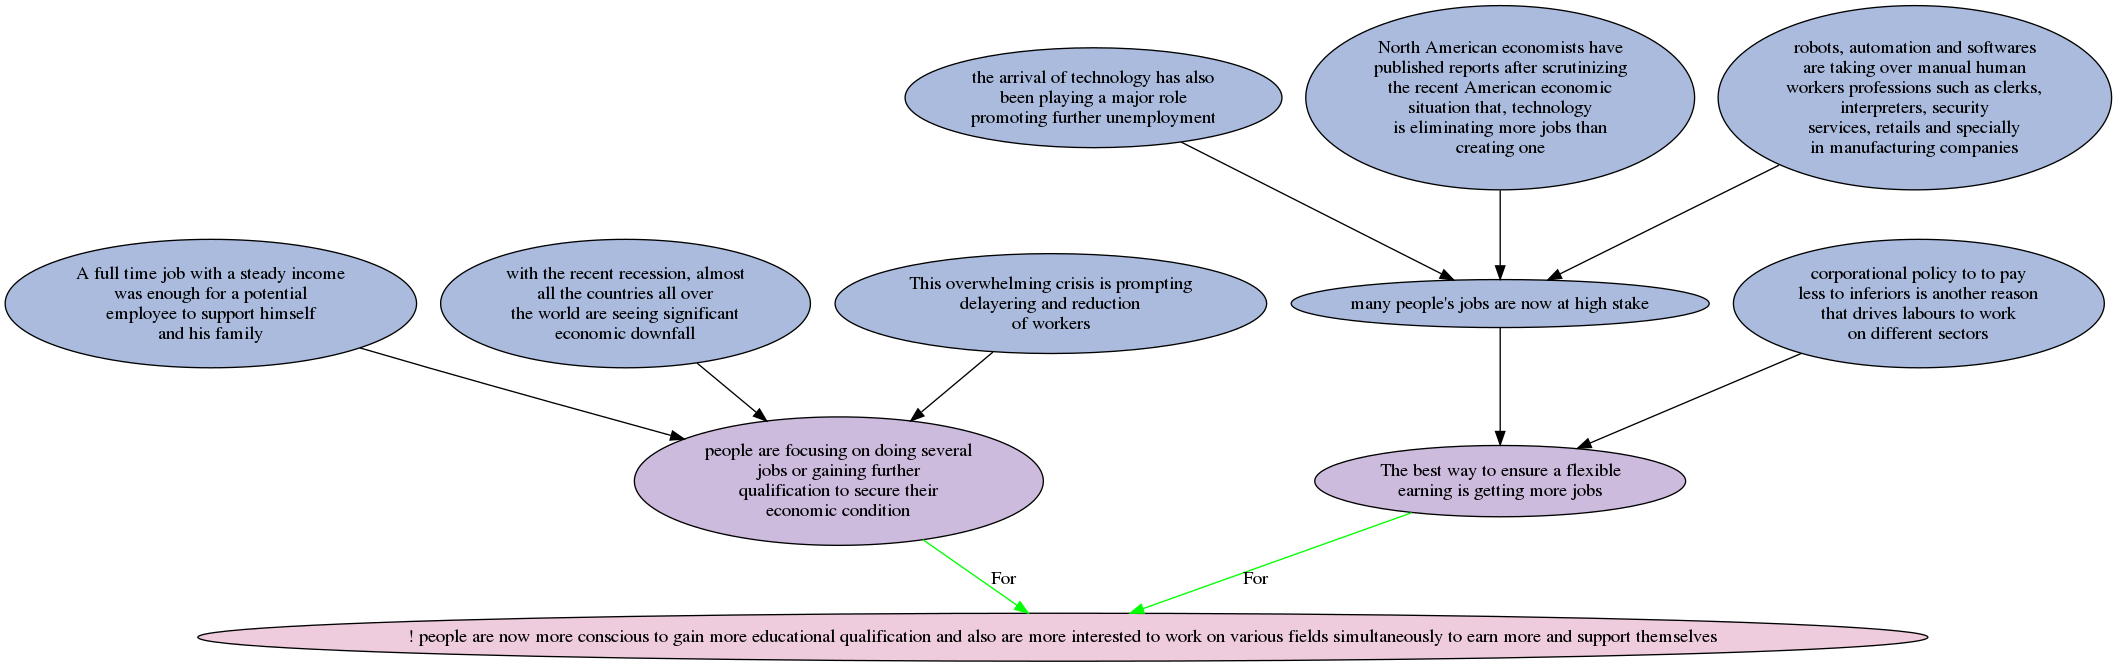 the arrival of technology has also
been playing a major role
promoting further unemployment
North American economists have
published reports after scrutinizing
the recent American economic
situation that, technology
is eliminating more jobs than
creating one
robots, automation and softwares
are taking over manual human
workers professions such as clerks,
interpreters, security
services, retails and specially
in manufacturing companies
A full time job with a steady income
was enough for a potential
employee to support himself
and his family
with the recent recession, almost
all the countries all over
the world are seeing significant
economic downfall
This overwhelming crisis is prompting
delayering and reduction
of workers
many people's jobs are now at high stake
corporational policy to to pay
less to inferiors is another reason
that drives labours to work
on different sectors
people are focusing on doing several
jobs or gaining further
qualification to secure their
economic condition
The best way to ensure a flexible
earning is getting more jobs
For
For
! people are now more conscious to gain more educational qualification and also are more interested to work on various fields simultaneously to earn more and support themselves